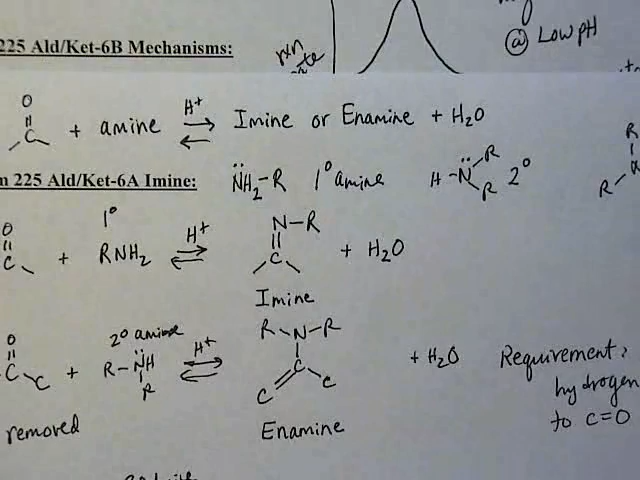 225 Ald/Ket-6B Mechanisms:
rxn
@ Low pH
O
C + amine H+ Imine or Enamine + H2O
225 Ald/Ket-6A Imine:
NH2-R 1° amine H-N R R 2°
R
R
1°
O
C + RNH2 H+ N-R C + H2O
Imine
O
C C + 2° amine R-NH R H+ R-N-R C C C + H2O
Requirement:
hydrogen
to C=O
removed
Enamine